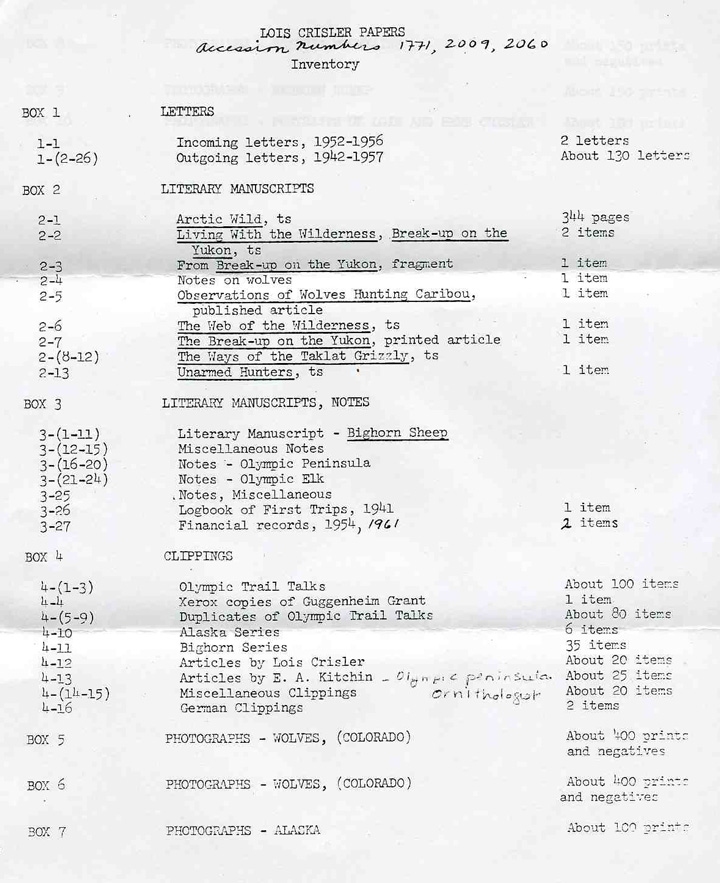 LOIS CRISLER PAPERS
Accession Numbers 1771, 2009, 2060
Inventory
BOX 1 LETTERS
1-1 Incoming letters, 1952-1956 2 letters
1-(2-26) Outgoing letters, 1942-1957 About 130 letters
BOX 2 LITERARY MANUSCRIPTS
2-1 Arctic Wild, ts 344 pages
2-2 Living With the Wilderness, Break-up on the 2 items
Yukon, ts
2-3 From Break-up on the Yukon, fragment 1 item
2-4 Notes on wolves 1 item
2-5 Observations of Wolves Hunting Caribou, 1 item
published article
2-6 The Web of the Wilderness, ts 1 item
2-7 The Break-up on the Yukon, printed article 1 item
2-(8-12) The Ways of the Taklat Grizzly, ts
2-13 Unarmed Hunters, ts 1 item
BOX 3 LITERARY MANUSCRIPTS, NOTES
3-(1-11) Literary Manuscript - Bighorn Sheep
3-(12-15) Miscellaneous Notes
3-(16-20) Notes - Olympic Peninsula
3-(21-24) Notes - Olympic Elk
3-25 Notes, Miscellaneous
3-26 Logbook of First Trips, 1941 1 item
3-27 Financial records, 1954, 1961 2 items
BOX 4 CLIPPINGS
4-(1-3) Olympic Trail Talks About 100 items
4-4 Xerox copies of Guggenheim Grant 1 item
4-(5-9) Duplicates of Olympic Trail Talks About 80 items
4-10 Alaska Series 6 items
4-11 Bighorn Series 35 items
4-12 Articles by Lois Crisler About 20 items
4-13 Articles by E. A. Kitchin - Olympic peninsula About 25 items
4-(14-15) Miscellaneous Clippings Ornithologist About 20 items
4-16 German Clippings 2 items
BOX 5 PHOTOGRAPHS - WOLVES, (COLORADO) About 400 prints
and negatives
BOX 6 PHOTOGRAPHS - WOLVES, (COLORADO) About 400 prints
and negatives
BOX 7 PHOTOGRAPHS - ALASKA About 100 prints